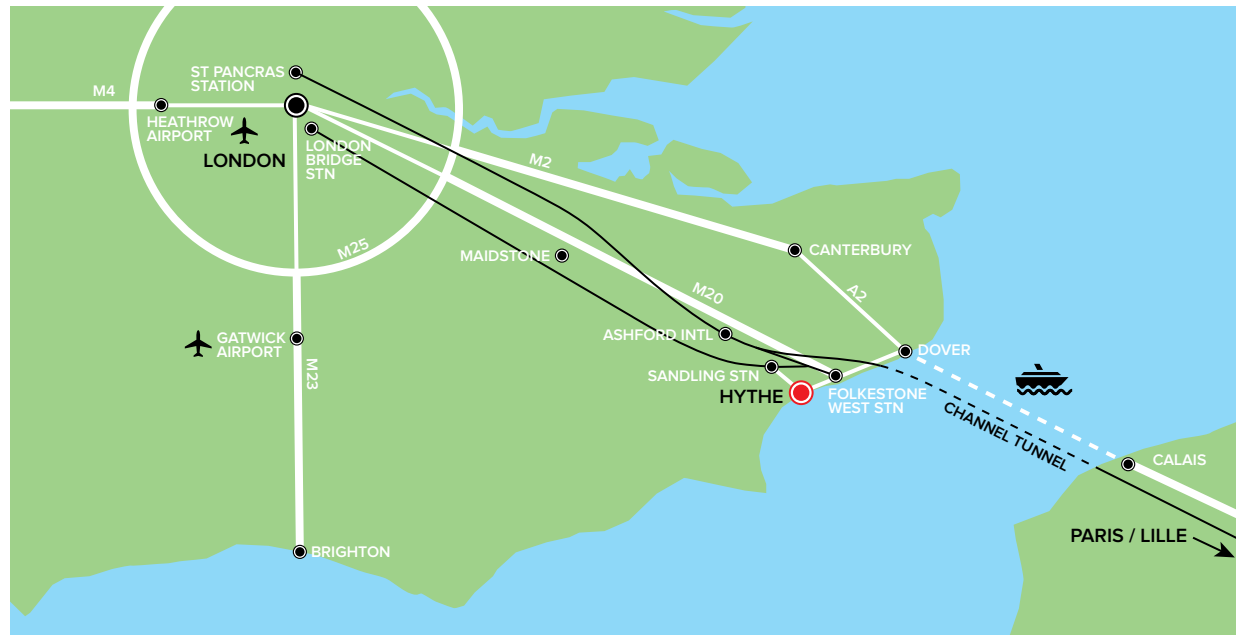 ST PANCRAS
STATION
M4
HEATHROW
AIRPORT
LONDON
LONDON
BRIDGE
STN
M2
M25
MAIDSTONE
CANTERBURY
M20
A2
GATWICK
AIRPORT
M23
ASHFORD INTL
DOVER
SANDLING STN
HYTHE
FOLKESTONE
WEST STN
CHANNEL TUNNEL
CALAIS
PARIS / LILLE
BRIGHTON